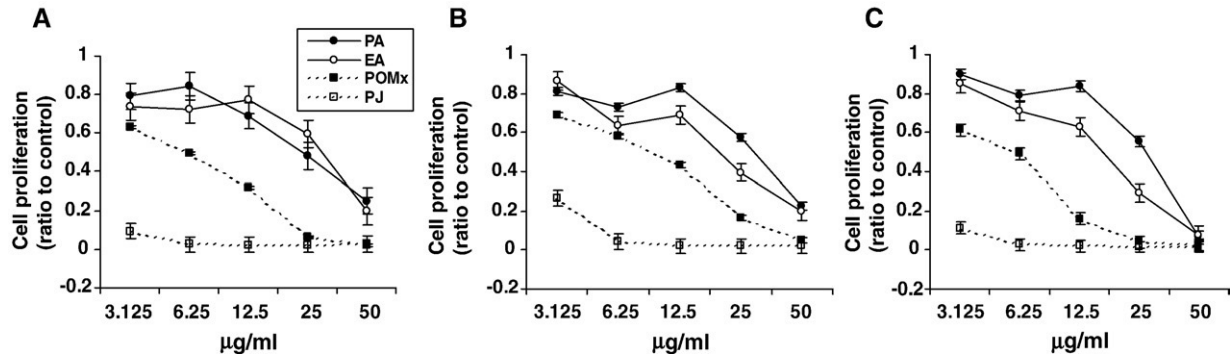 A
PA
EA
POMx
PJ
Cell proliferation
(ratio to control)
1
0.8
0.6
0.4
0.2
0
-0.2
3.125 6.25 12.5 25 50
µg/ml
B
Cell proliferation
(ratio to control)
1
0.8
0.6
0.4
0.2
0
-0.2
3.125 6.25 12.5 25 50
µg/ml
C
Cell proliferation
(ratio to control)
1
0.8
0.6
0.4
0.2
0
-0.2
3.125 6.25 12.5 25 50
µg/ml